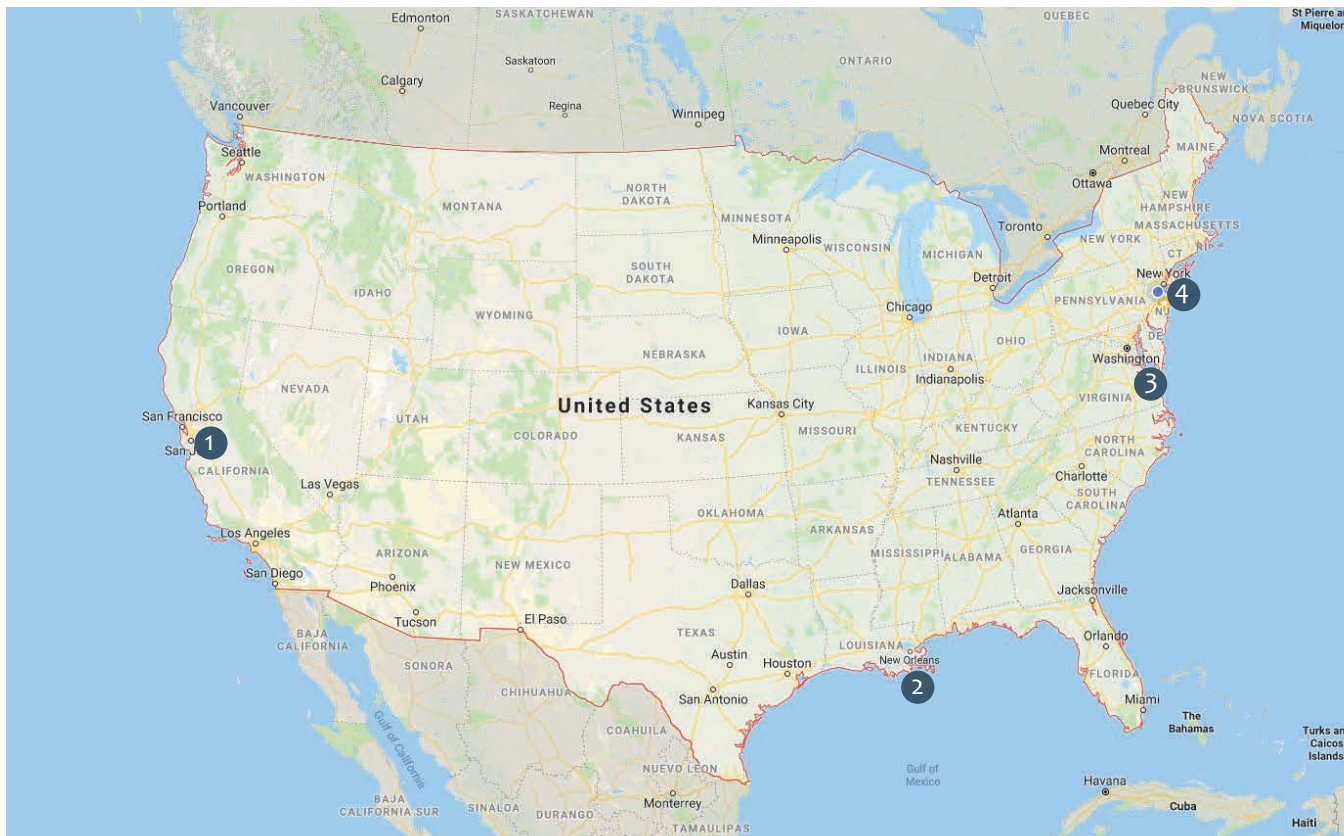 Edmonton
SASKATCHEWAN
QUEBEC
St Pierre a
Miquelon
Saskatoon
ONTARIO
Calgary
NEW
BRUNSWICK
Vancouver
Regina
Winnipeg
Quebec City
NOVA SCOTIA
Seattle
WASHINGTON
Montreal
MAINE
Ottawa
Portland
MONTANA
NORTH
DAKOTA
MINNESOTA
NEW
HAMPSHIRE
Toronto
MASSACHUSETTS
Minneapolis
WISCONSIN
MICHIGAN
NEW YORK
RI
CT
OREGON
SOUTH
DAKOTA
Detroit
New York
IDAHO
WYOMING
Chicago
PENNSYLVANIA
4
NJ
IOWA
OHIO
DE
NEBRASKA
INDIANA
Washington
ILLINOIS
Indianapolis
NEVADA
3
UTAH
United States
Kansas City
VIRGINIA
San Francisco
COLORADO
KANSAS
MISSOURI
KENTUCKY
1
San J
CALIFORNIA
NORTH
CAROLINA
Nashville
TENNESSEE
Charlotte
Las Vegas
SOUTH
CAROLINA
OKLAHOMA
ARKANSAS
Atlanta
Los Angeles
ARIZONA
NEW MEXICO
MISSISSIPPI
ALABAMA
GEORGIA
San Diego
Phoenix
Dallas
Jacksonville
Tucson
El Paso
TEXAS
BAJA
CALIFORNIA
LOUISIANA
Orlando
SONORA
Austin
Houston
New Orleans
FLORIDA
CHIHUAHUA
San Antonio
2
Miami
Gulf of California
COAHUILA
The
Bahamas
Turks an
Caicos
Islands
NUEVO LEON
Gulf of
Mexico
Havana
BAJA
CALIFORNIA SUR
SINALOA
DURANGO
Monterrey
Cuba
TAMAULIPAS
Haiti